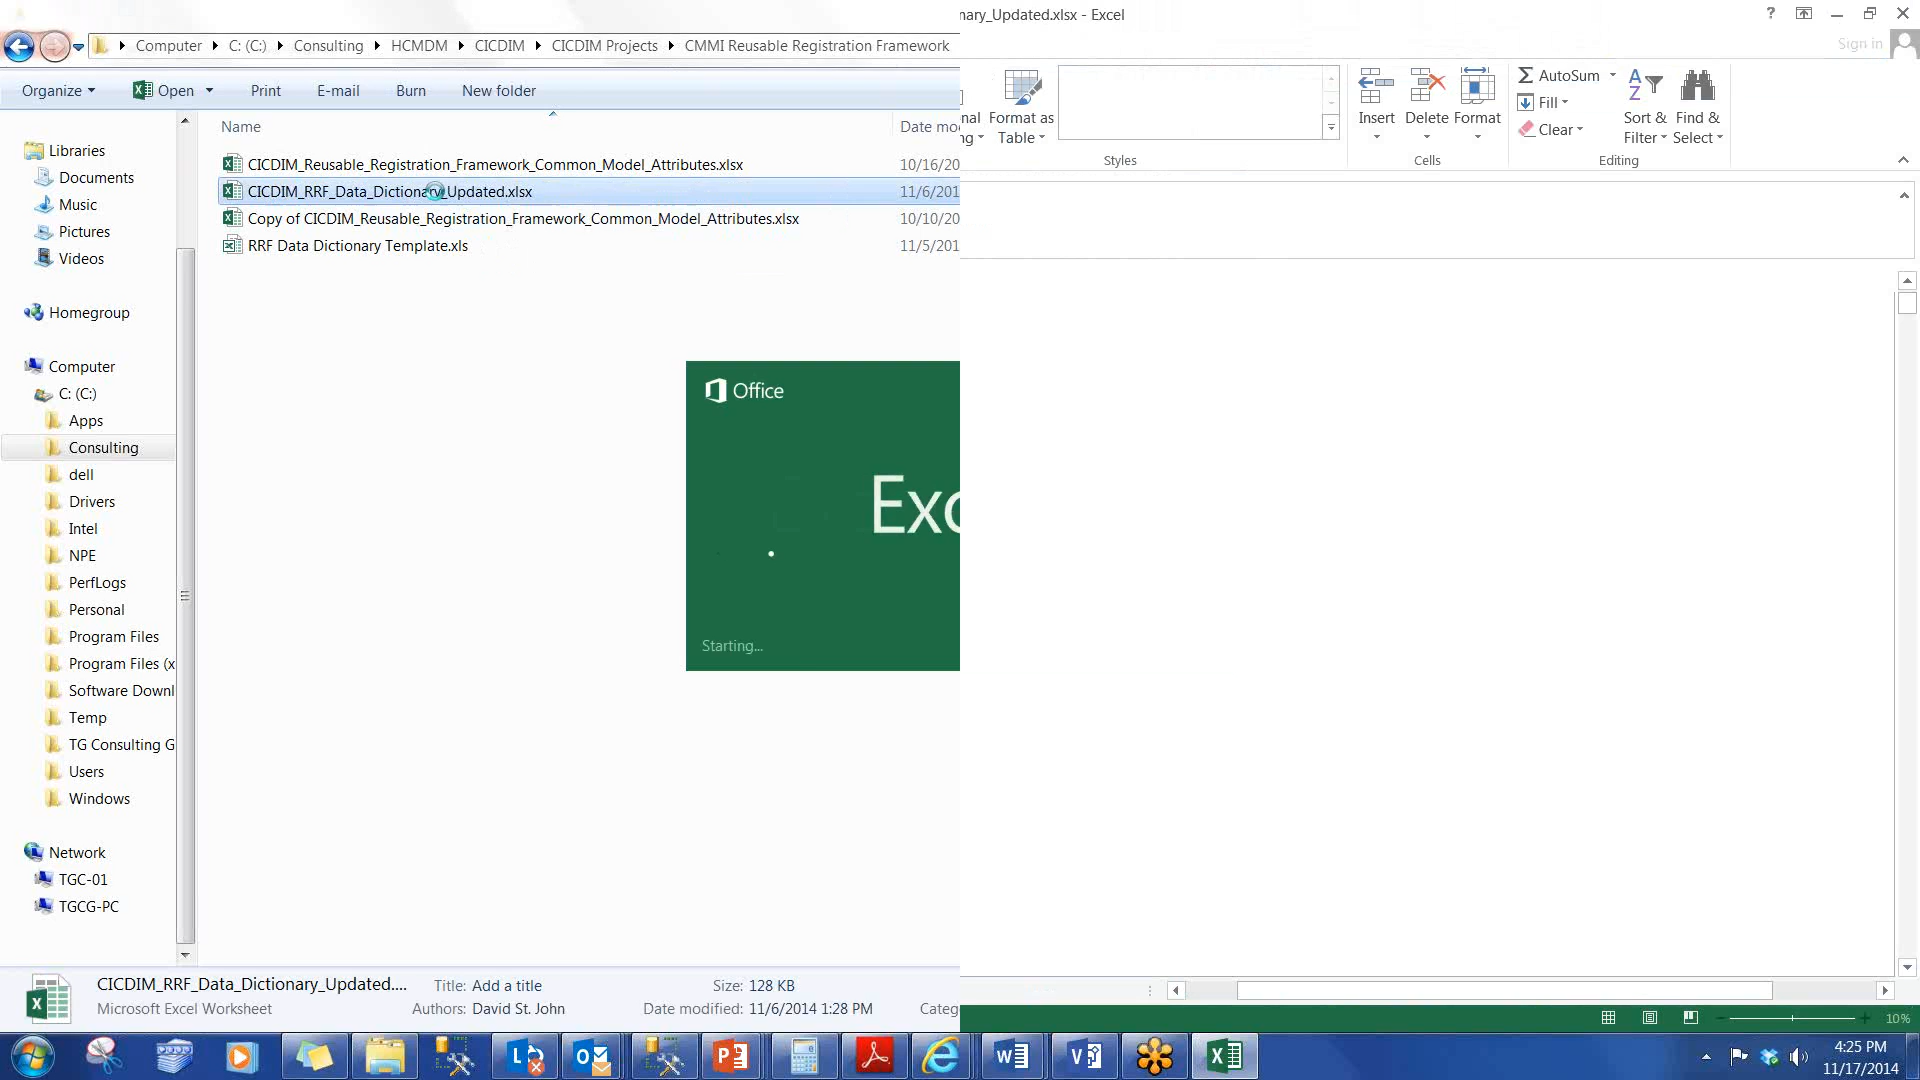 nary_Updated.xlsx - Excel
?
Sign in
Computer C: (C:) Consulting HCMDM CICDIM CICDIM Projects CMMI Reusable Registration Framework
Organize Open Print E-mail Burn New folder
Name Date mo
CICDIM_Reusable_Registration_Framework_Common_Model_Attributes.xlsx 10/16/20
CICDIM_RRF_Data_Dictionary_Updated.xlsx 11/6/201
Copy of CICDIM_Reusable_Registration_Framework_Common_Model_Attributes.xlsx 10/10/20
RRF Data Dictionary Template.xls 11/5/201
Libraries
Documents
Music
Pictures
Videos
Homegroup
Computer
C: (C:)
Apps
Consulting
dell
Drivers
Intel
NPE
PerfLogs
Personal
Program Files
Program Files (x
Software Downl
Temp
TG Consulting G
Users
Windows
Network
TGC-01
TGCG-PC
Office
Exc
Starting...
nal Format as
ng Table
Styles
Insert Delete Format
Cells
AutoSum
Fill
Clear
Sort & Filter
Find & Select
Editing
CICDIM_RRF_Data_Dictionary_Updated....
Microsoft Excel Worksheet
Title: Add a title
Authors: David St. John
Size: 128 KB
Date modified: 11/6/2014 1:28 PM
Categ
10%
4:25 PM
11/17/2014